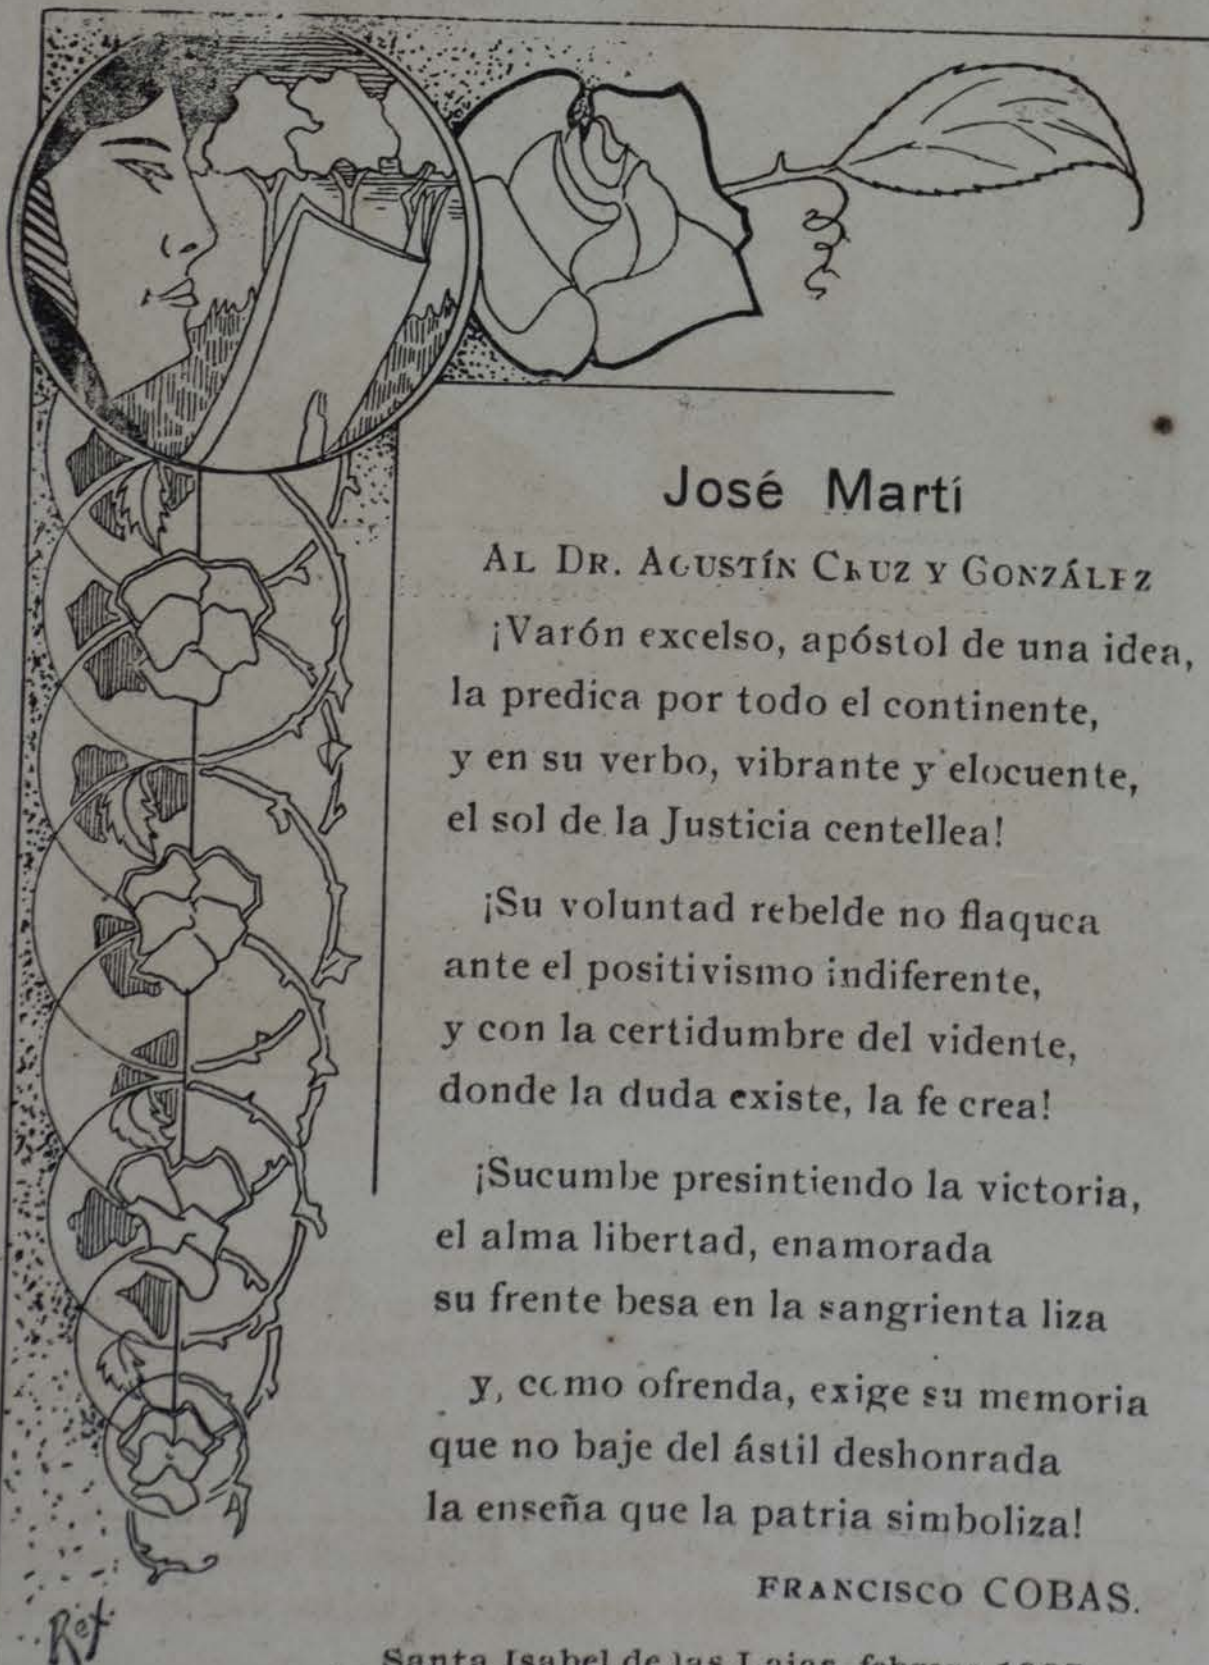 José Martí
AL DR. AGUSTÍN CRUZ Y GONZÁLEZ
¡Varón excelso, apóstol de una idea,
la predica por todo el continente,
y en su verbo, vibrante y elocuente,
el sol de la Justicia centellea!
¡Su voluntad rebelde no flaquea
ante el positivismo indiferente,
y con la certidumbre del vidente,
donde la duda existe, la fe crea!
¡Sucumbe presintiendo la victoria,
el alma libertad, enamorada
su frente besa en la sangrienta liza
y, como ofrenda, exige su memoria
que no baje del ástil deshonrada
la enseña que la patria simboliza!
FRANCISCO COBAS.
Santa Isabel de las Lajas, febrero
Rex